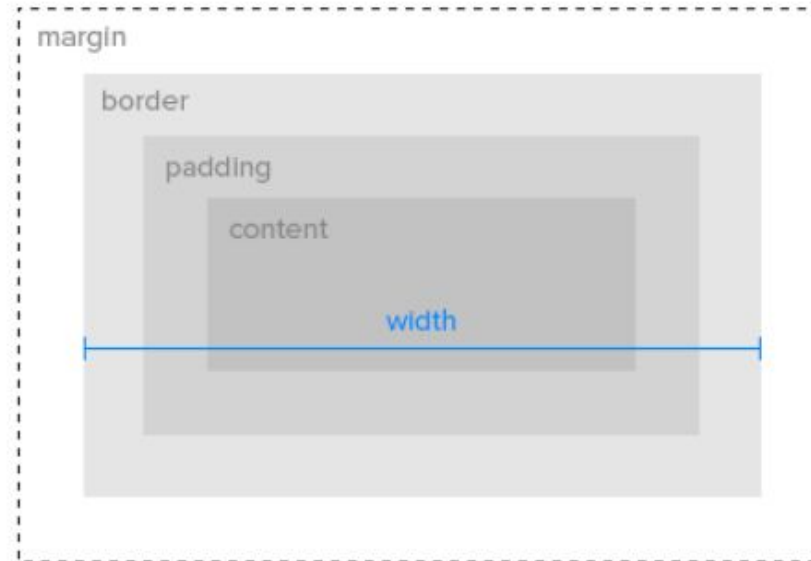 margin
border
padding
content
width